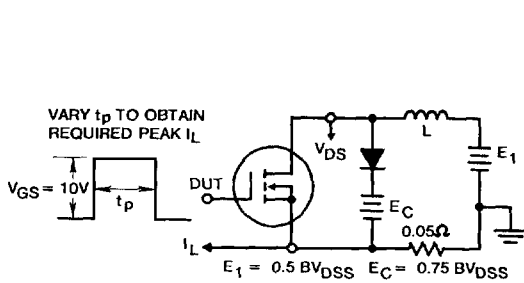 VARY tp TO OBTAIN
REQUIRED PEAK IL
VGS = 10V
tp
DUT
VDS
L
E1
EC
0.05Ω
IL
E1 = 0.5 BVDSS EC = 0.75 BVDSS